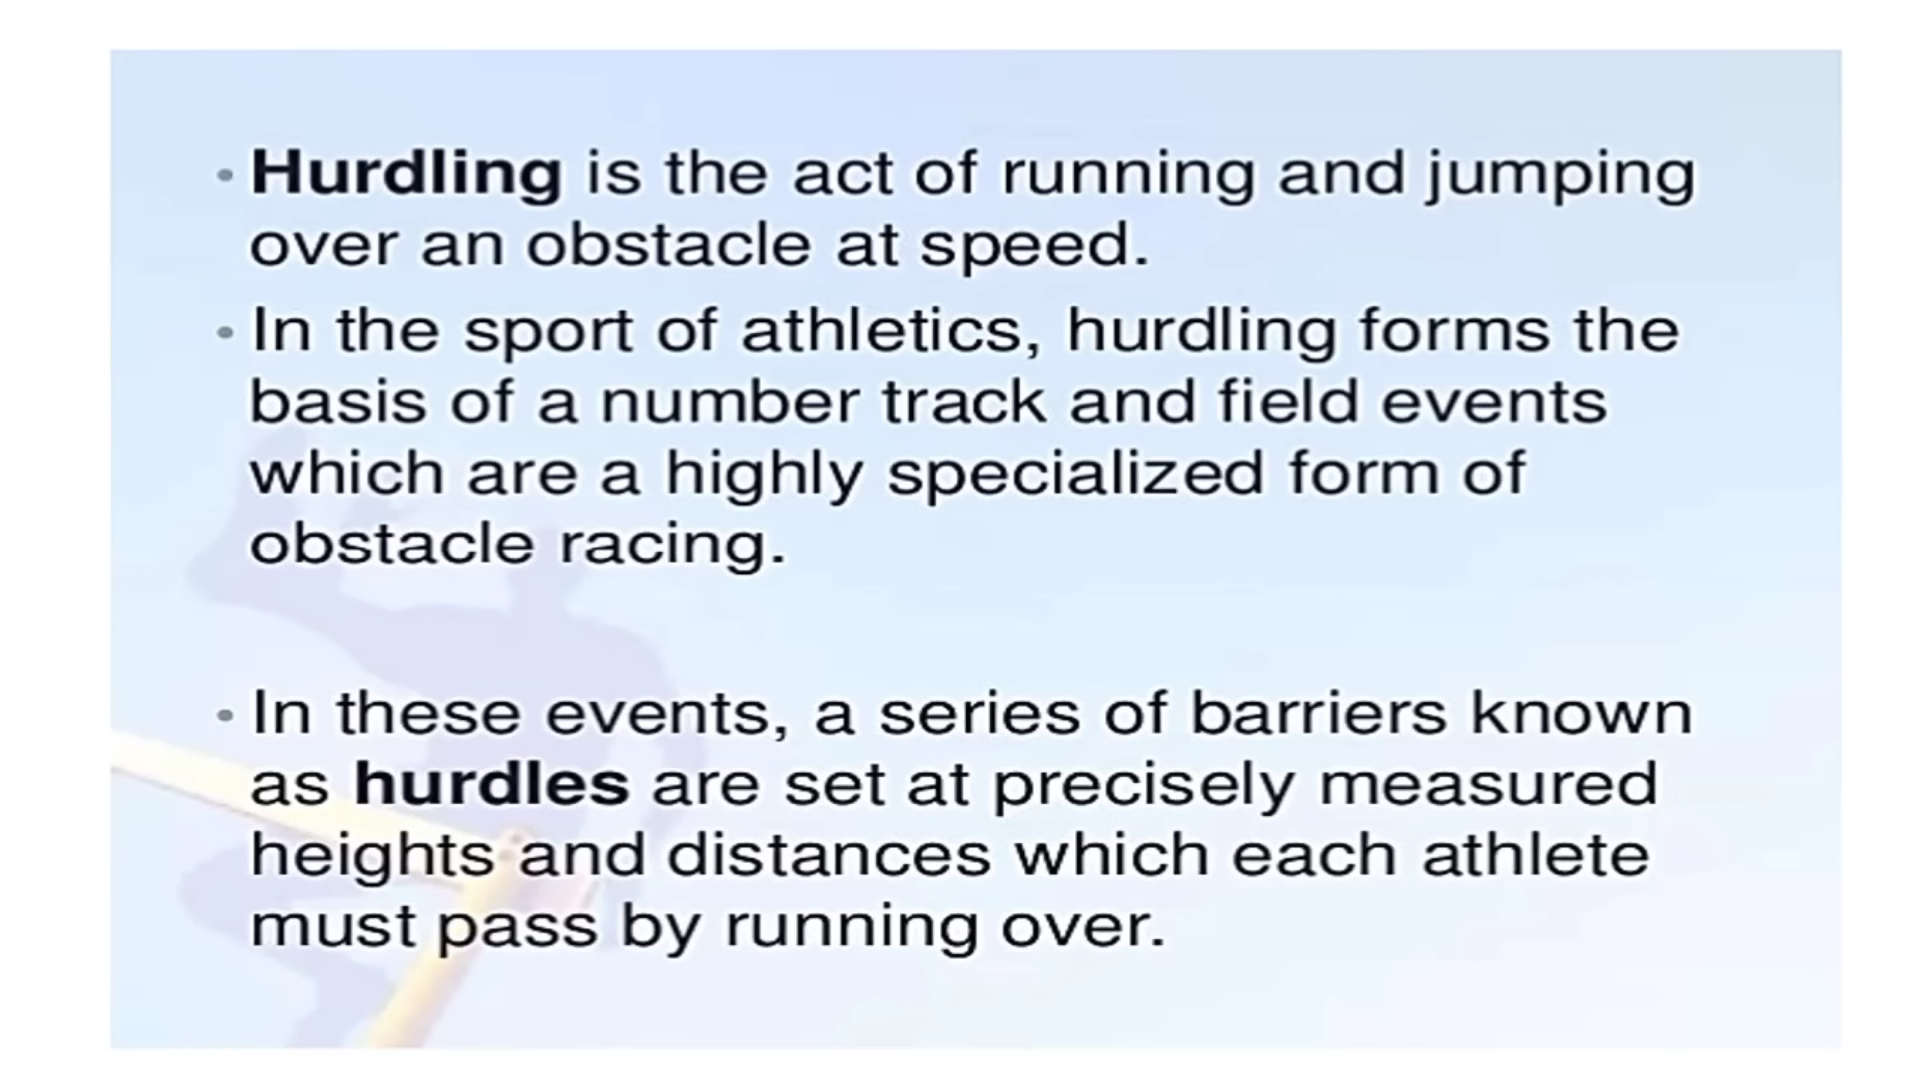 • Hurdling is the act of running and jumping
over an obstacle at speed.
• In the sport of athletics, hurdling forms the
basis of a number track and field events
which are a highly specialized form of
obstacle racing.
• In these events, a series of barriers known
as hurdles are set at precisely measured
heights and distances which each athlete
must pass by running over.